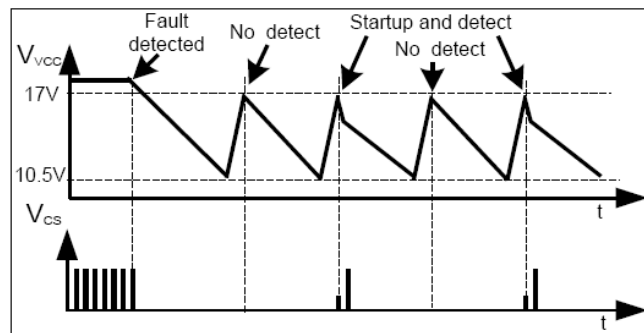 Fault
detected
No detect
Startup and detect
No detect
VVCC
17V
10.5V
t
VCS
t